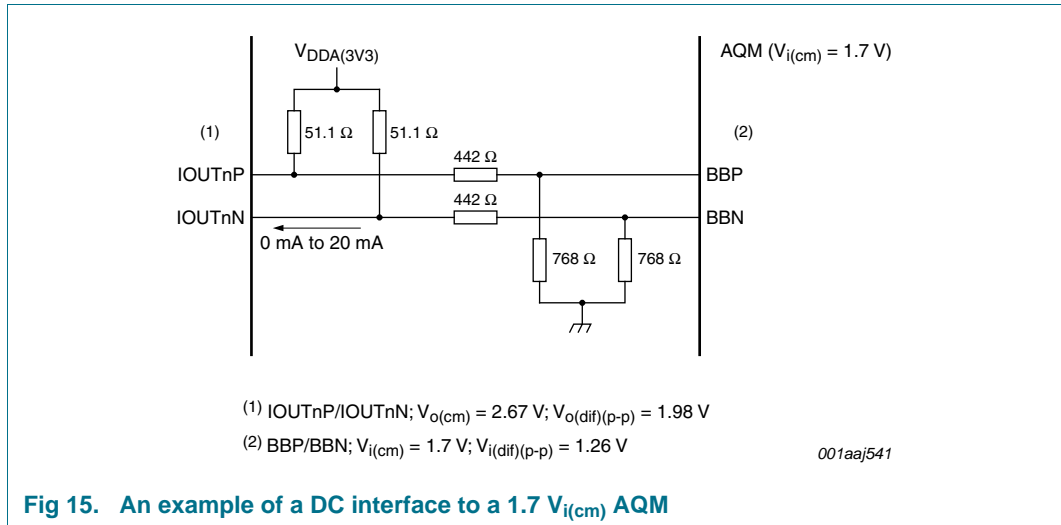 VDDA(3V3)
AQM (Vi(cm) = 1.7 V)
(1)
51.1 Ω
51.1 Ω
(2)
442 Ω
IOUTnP
BBP
442 Ω
IOUTnN
BBN
0 mA to 20 mA
768 Ω
768 Ω
(1) IOUTnP/IOUTnN; Vo(cm) = 2.67 V; Vo(dif)(p-p) = 1.98 V
(2) BBP/BBN; Vi(cm) = 1.7 V; Vi(dif)(p-p) = 1.26 V
001aaj541
Fig 15. An example of a DC interface to a 1.7 Vi(cm) AQM